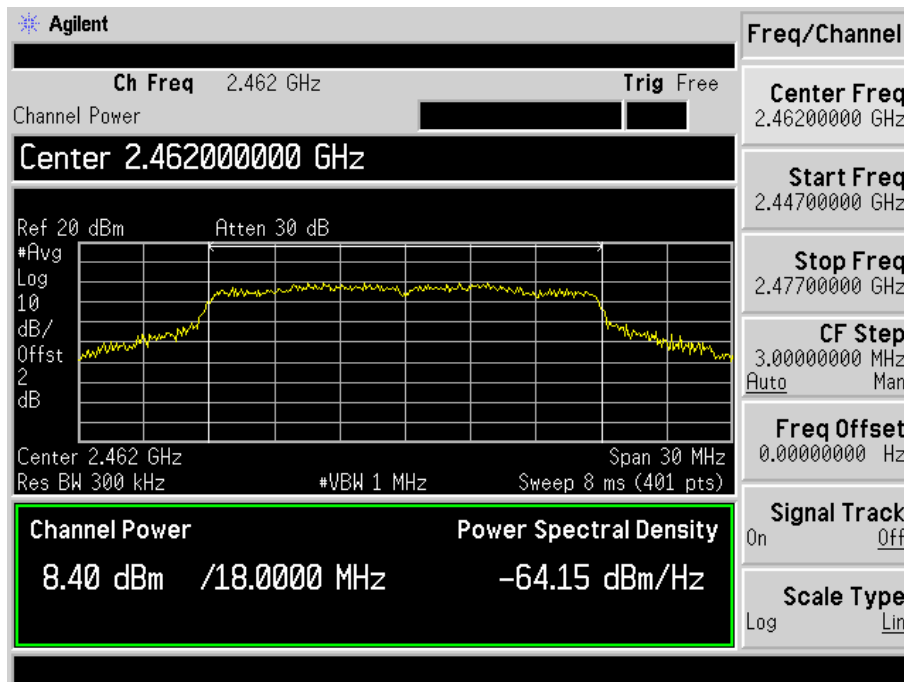 Agilent
Freq/Channel
Ch Freq 2.462 GHz Trig Free
Channel Power
Center 2.462000000 GHz
Ref 20 dBm Atten 30 dB
#Avg
Log
10
dB/
Offst
2
dB
Center 2.462 GHz Span 30 MHz
Res BW 300 kHz #VBW 1 MHz Sweep 8 ms (401 pts)
Channel Power Power Spectral Density
8.40 dBm /18.0000 MHz -64.15 dBm/Hz
Center Freq
2.46200000 GHz
Start Freq
2.44700000 GHz
Stop Freq
2.47700000 GHz
CF Step
3.00000000 MHz
Auto Man
Freq Offset
0.00000000 Hz
Signal Track
On Off
Scale Type
Log Lin